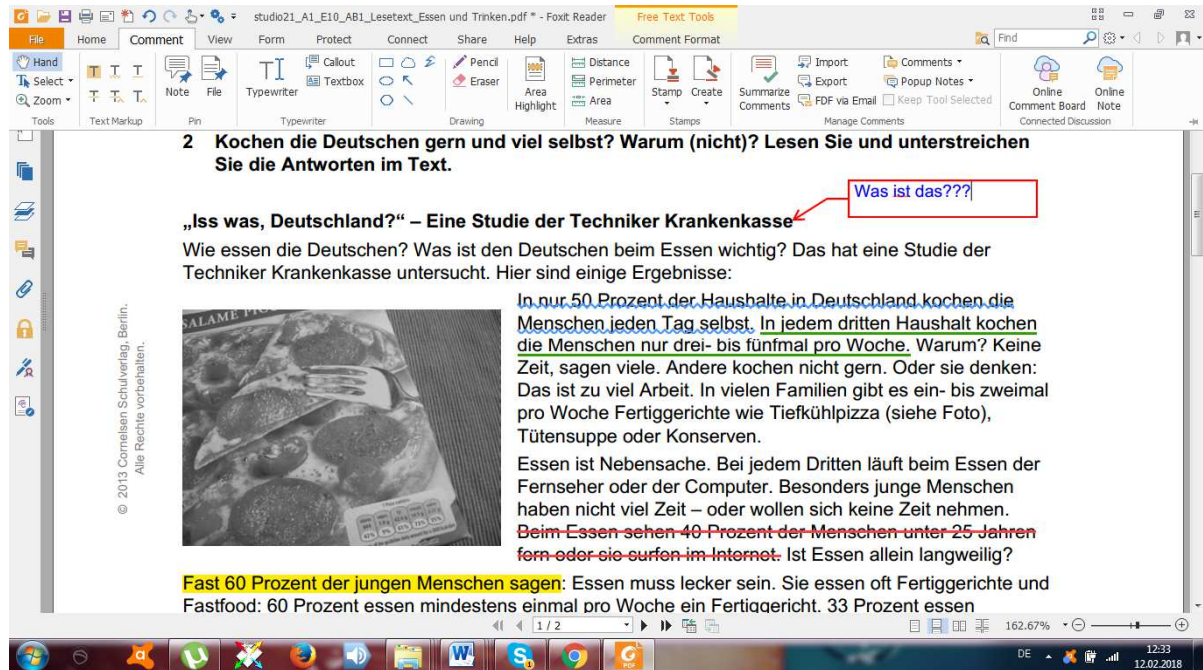 studio21_A1_E10_AB1_Lesetext_Essen und Trinken.pdf * - Foxit Reader
Free Text Tools
File Home Comment View Form Protect Connect Share Help Extras Comment Format
Find
Hand
Select
Zoom
Tools
Text Markup
Note File
Pin
Typewriter
Callout
Textbox
Typewriter
Pencil
Eraser
Area Highlight
Drawing
Distance
Perimeter
Area
Measure
Stamp Create
Stamps
Summarize Comments
Import
Export
FDF via Email
Comments
Popup Notes
Keep Tool Selected
Manage Comments
Online Comment Board
Online Note
Connected Discussion
2 Kochen die Deutschen gern und viel selbst? Warum (nicht)? Lesen Sie und unterstreichen
Sie die Antworten im Text.
Was ist das???
„Iss was, Deutschland?“ – Eine Studie der Techniker Krankenkasse
Wie essen die Deutschen? Was ist den Deutschen beim Essen wichtig? Das hat eine Studie der
Techniker Krankenkasse untersucht. Hier sind einige Ergebnisse:
© 2013 Cornelsen Schulverlag, Berlin.
Alle Rechte vorbehalten.
SALAME
In nur 50 Prozent der Haushalte in Deutschland kochen die
Menschen jeden Tag selbst. In jedem dritten Haushalt kochen
die Menschen nur drei- bis fünfmal pro Woche. Warum? Keine
Zeit, sagen viele. Andere kochen nicht gern. Oder sie denken:
Das ist zu viel Arbeit. In vielen Familien gibt es ein- bis zweimal
pro Woche Fertiggerichte wie Tiefkühlpizza (siehe Foto),
Tütensuppe oder Konserven.
Essen ist Nebensache. Bei jedem Dritten läuft beim Essen der
Fernseher oder der Computer. Besonders junge Menschen
haben nicht viel Zeit – oder wollen sich keine Zeit nehmen.
Beim Essen sehen 40 Prozent der Menschen unter 25 Jahren
fern oder sie surfen im Internet. Ist Essen allein langweilig?
Fast 60 Prozent der jungen Menschen sagen: Essen muss lecker sein. Sie essen oft Fertiggerichte und
Fastfood: 60 Prozent essen mindestens einmal pro Woche ein Fertiggericht. 33 Prozent essen
1 / 2
162.67%
DE
12:33
12.02.2018